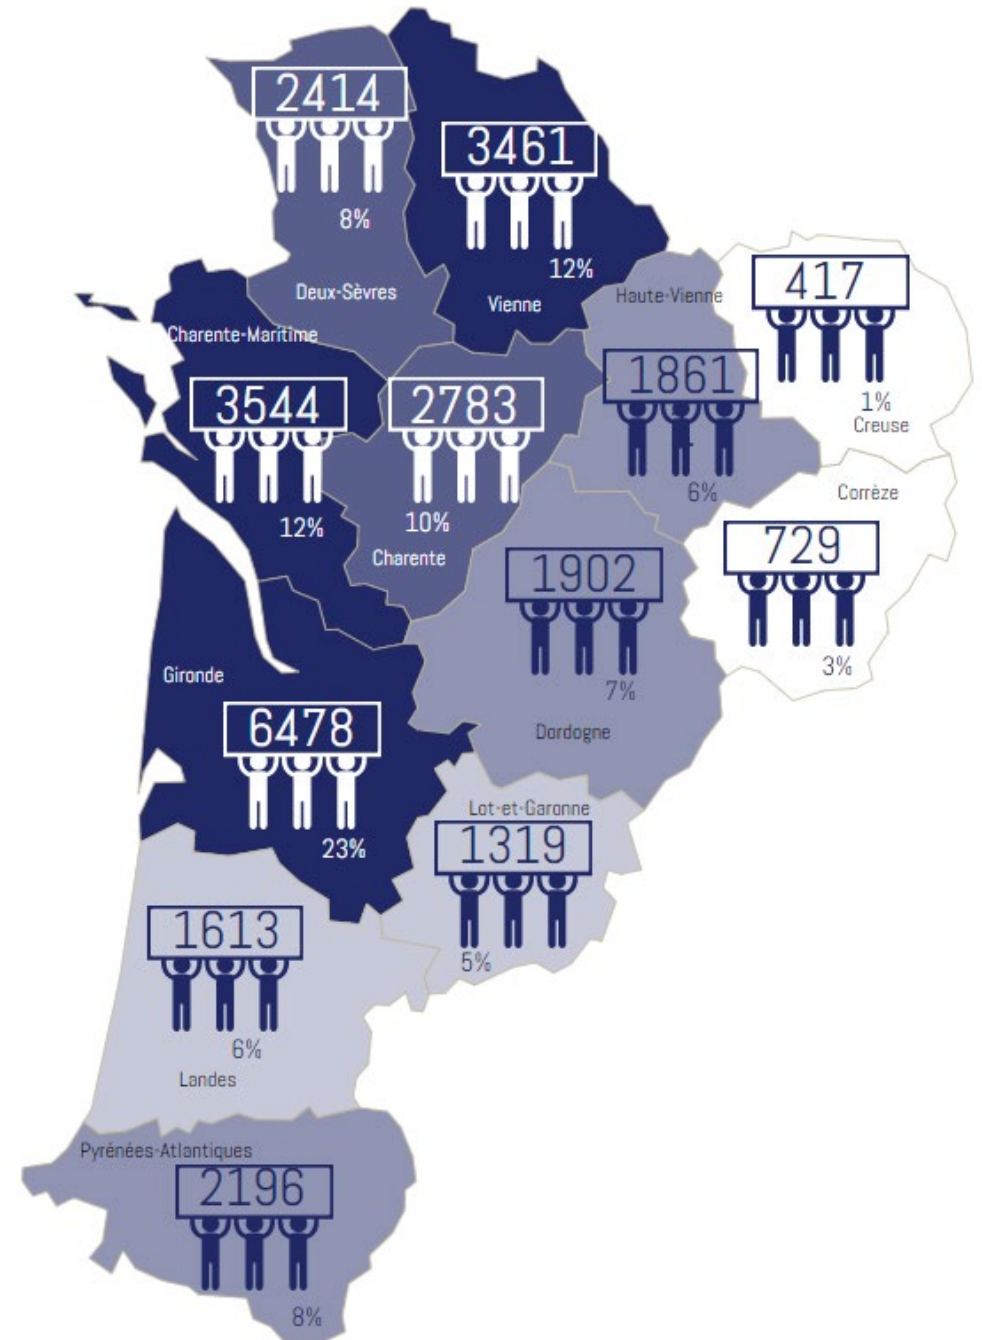 2414
8%
Deux-Sèvres
3461
12%
Vienne
Haute-Vienne
1861
6%
417
1%
Creuse
Charente-Maritime
3544
12%
2783
10%
Charente
Corrèze
729
3%
1902
7%
Dordogne
Gironde
6478
23%
Lot-et-Garonne
1319
5%
1613
6%
Landes
Pyrénées-Atlantiques
2196
8%